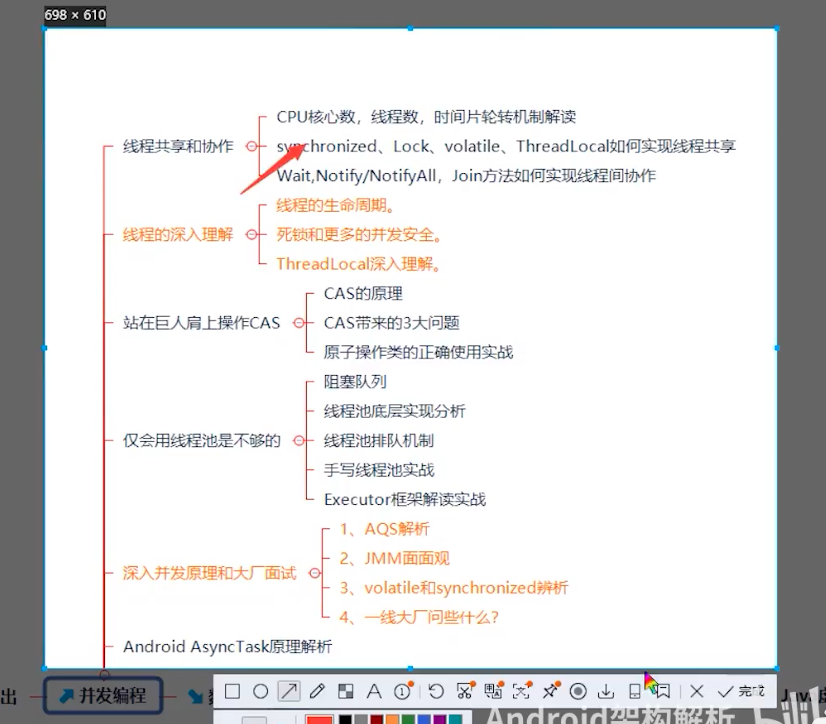 698 × 610
CPU核心数，线程数，时间片轮转机制解读
线程共享和协作
synchronized、Lock、volatile、ThreadLocal如何实现线程共享
Wait,Notify/NotifyAll，Join方法如何实现线程间协作
线程的生命周期。
线程的深入理解
死锁和更多的并发安全。
ThreadLocal深入理解。
CAS的原理
站在巨人肩上操作CAS
CAS带来的3大问题
原子操作类的正确使用实战
阻塞队列
线程池底层实现分析
仅会用线程池是不够的
线程池排队机制
手写线程池实战
Executor框架解读实战
1、AQS解析
2、JMM面面观
深入并发原理和大厂面试
3、volatile和synchronized辨析
4、一线大厂问些什么?
Android AsyncTask原理解析
出
并发编程
完成
Android架构解析